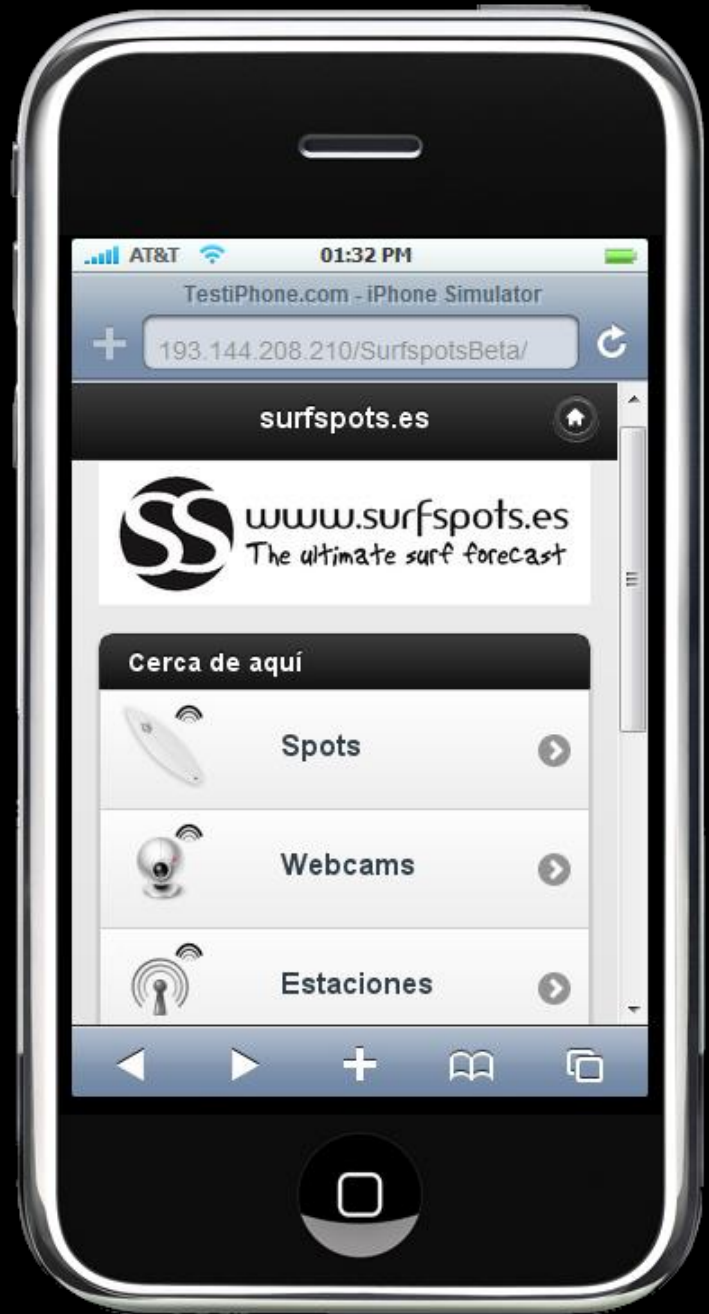 AT&T 01:32 PM
TestiPhone.com - iPhone Simulator
193.144.208.210/SurfspotsBeta/
surfspots.es
SS www.surfspots.es
The ultimate surf forecast
Cerca de aquí
Spots
Webcams
Estaciones